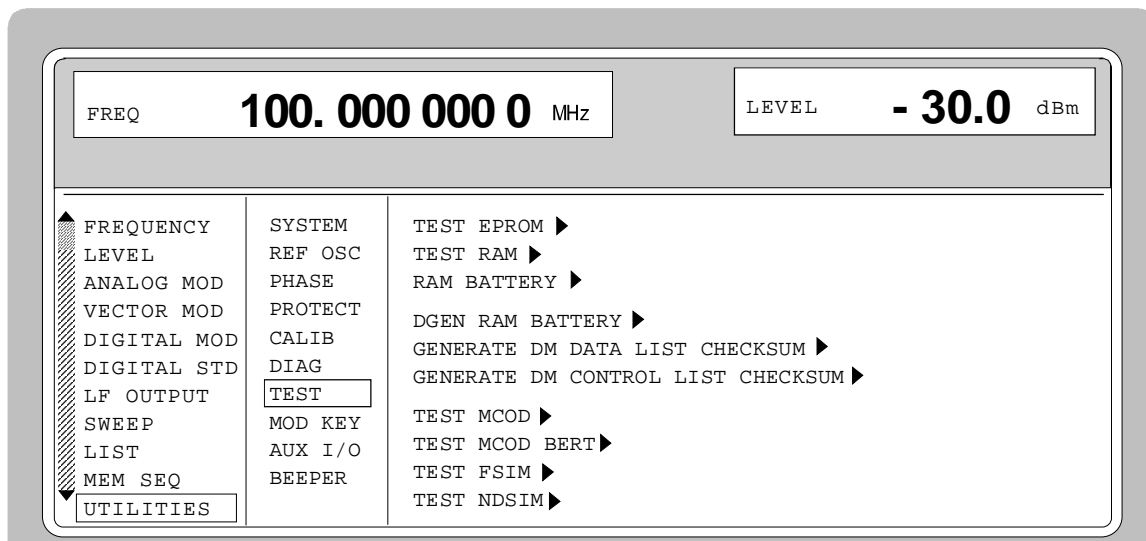 FREQ 100. 000 000 0 MHz
LEVEL - 30.0 dBm
FREQUENCY
LEVEL
ANALOG MOD
VECTOR MOD
DIGITAL MOD
DIGITAL STD
LF OUTPUT
SWEEP
LIST
MEM SEQ
UTILITIES
SYSTEM
REF OSC
PHASE
PROTECT
CALIB
DIAG
TEST
MOD KEY
AUX I/O
BEEPER
TEST EPROM
TEST RAM
RAM BATTERY
DGEN RAM BATTERY
GENERATE DM DATA LIST CHECKSUM
GENERATE DM CONTROL LIST CHECKSUM
TEST MCOD
TEST MCOD BERT
TEST FSIM
TEST NDSIM